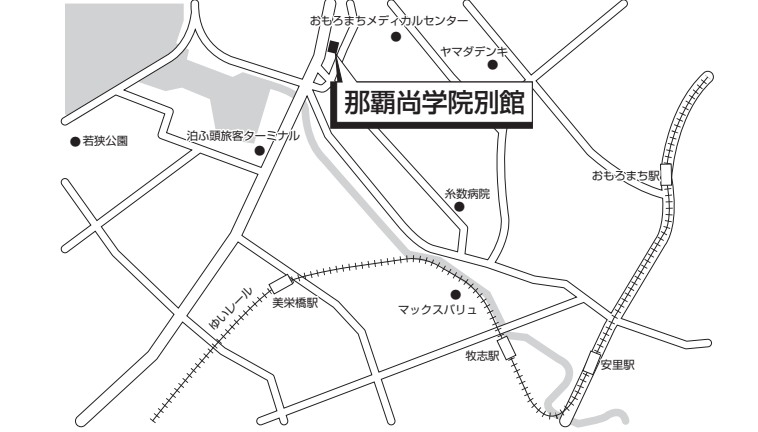 おもろまちメディカルセンター
ヤマダデンキ
那覇尚学院別館
若狭公園
泊ふ頭旅客ターミナル
おもろまち駅
糸数病院
ゆいレール
美栄橋駅
マックスバリュ
牧志駅
安里駅